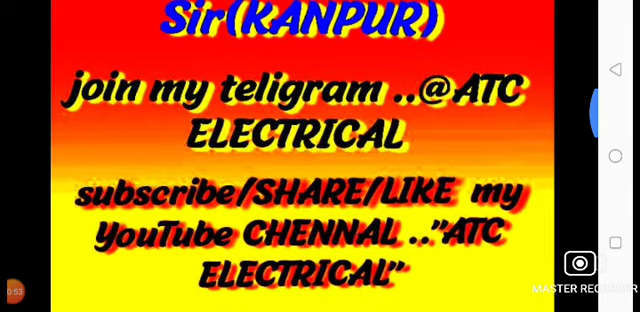 Sir(KANPUR)
join my teligram ..@ATC
ELECTRICAL
subscribe/SHARE/LIKE my
YouTube CHENNAL .."ATC
ELECTRICAL"
0:53
MASTER RECORDER